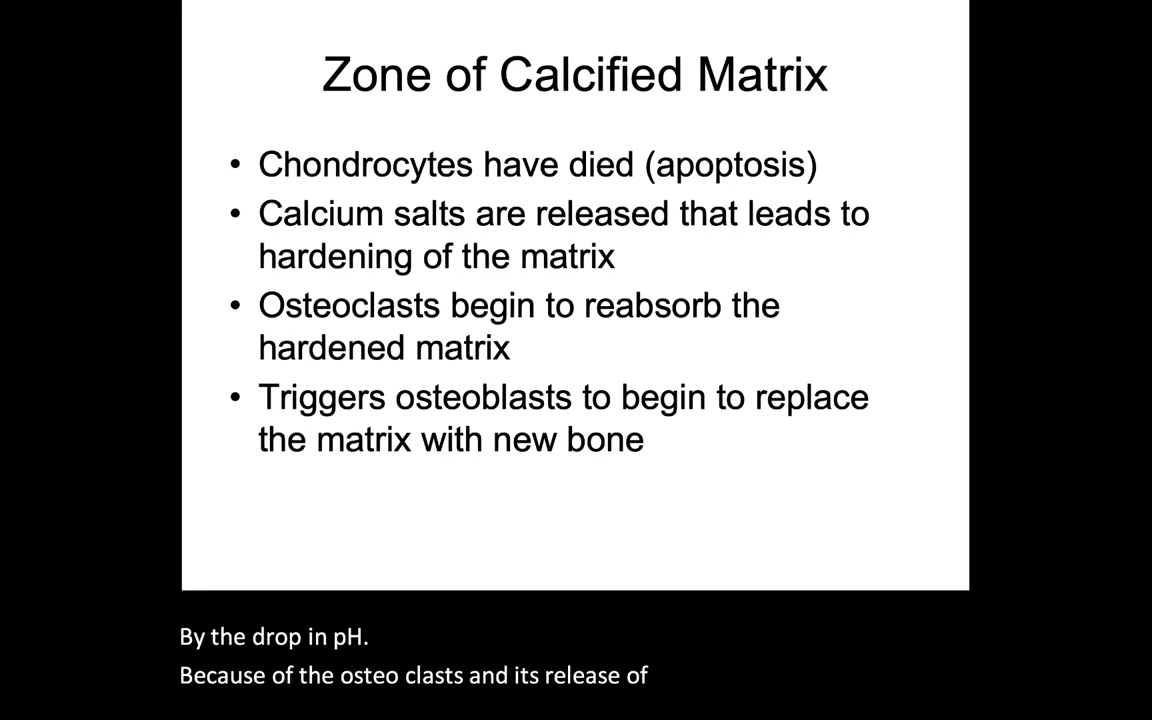 Zone of Calcified Matrix
• Chondrocytes have died (apoptosis)
• Calcium salts are released that leads to
hardening of the matrix
• Osteoclasts begin to reabsorb the
hardened matrix
• Triggers osteoblasts to begin to replace
the matrix with new bone
By the drop in pH.
Because of the osteo clasts and its release of